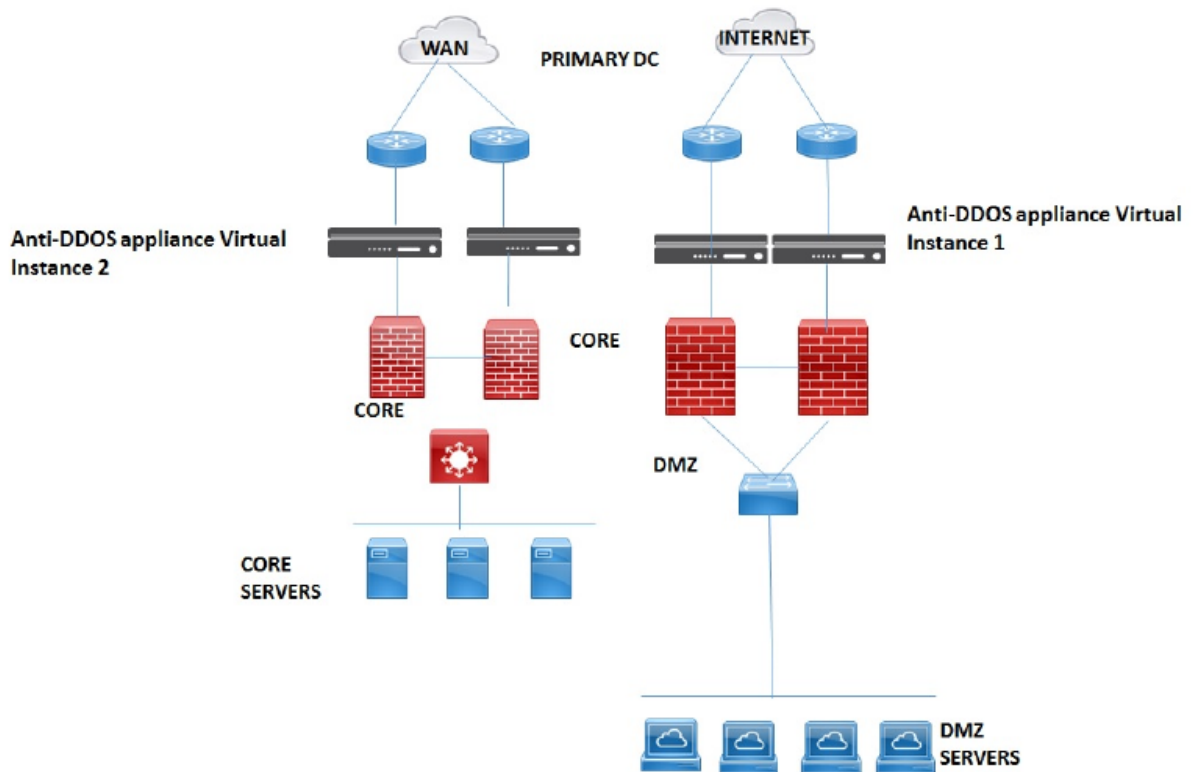 WAN
PRIMARY DC
INTERNET
Anti-DDOS appliance Virtual
Instance 2
Anti-DDOS appliance Virtual
Instance 1
CORE
CORE
DMZ
CORE
SERVERS
DMZ
SERVERS